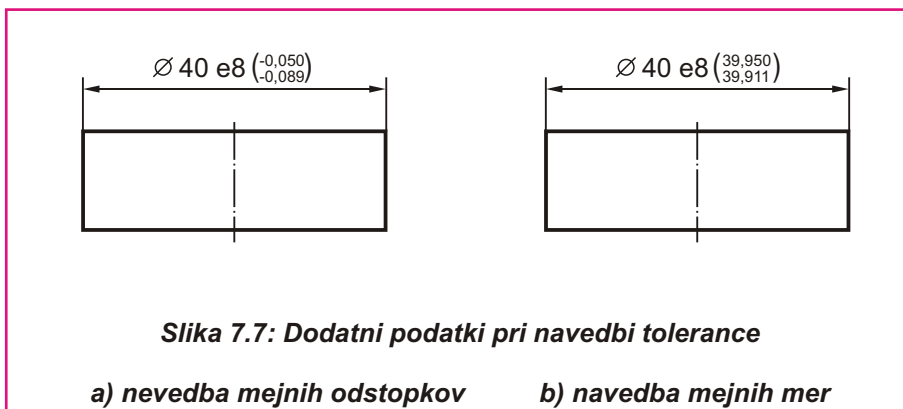 ⌀ 40 e8 (-0,050 -0,089)
⌀ 40 e8 (39,950 39,911)
Slika 7.7: Dodatni podatki pri navedbi tolerance
a) nevedba mejnih odstopkov b) navedba mejnih mer